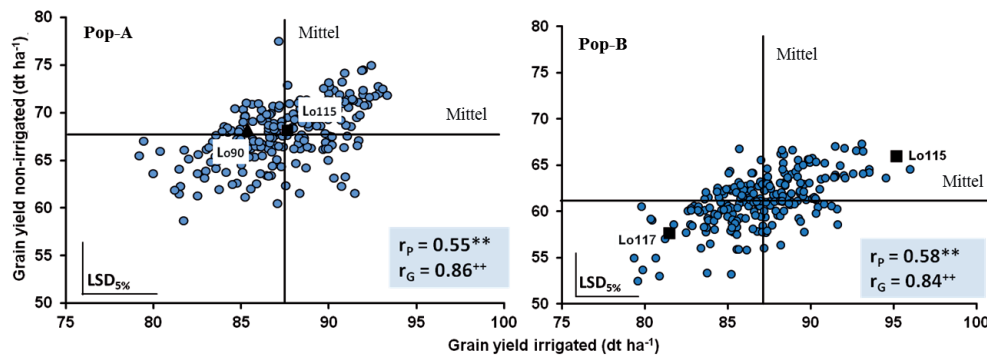 Grain yield non-irrigated (dt ha⁻¹)
80
75
70
65
60
55
50
Pop-A
Mittel
Lo115
Mittel
Lo90
LSD5%
rP = 0.55**
rG = 0.86⁺⁺
75
80
85
90
95
100
80
75
70
65
60
55
50
Pop-B
Mittel
Lo115
Mittel
Lo117
LSD5%
rP = 0.58**
rG = 0.84⁺⁺
75
80
85
90
95
100
Grain yield irrigated (dt ha⁻¹)